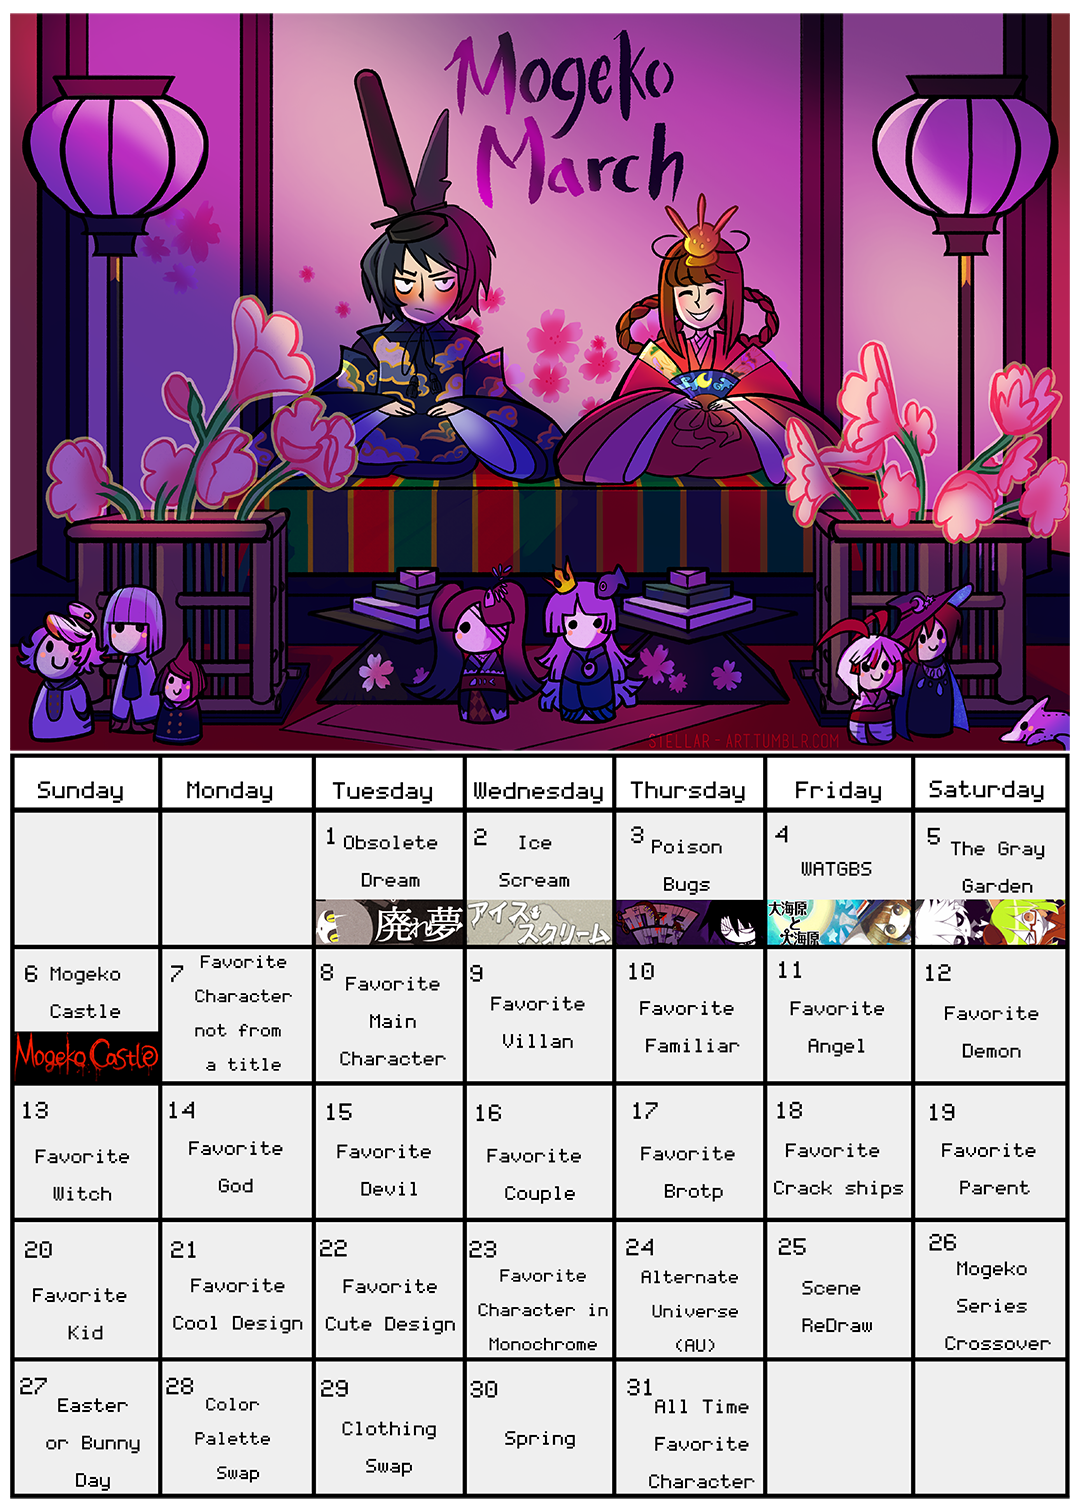 Mogeko
March
STELLAR-ART.TUMBLR.COM
Sunday
Monday
Tuesday
Wednesday
Thursday
Friday
Saturday
1 Obsolete
Dream
廃れ夢
2 Ice
Scream
アイス
スクリーム
3 Poison
Bugs
ポイズン
バグズ
4
WATGBS
大海原
と
大海原
5 The Gray
Garden
6 Mogeko
Castle
Mogeko Castle
7 Favorite
Character
not from
a title
8 Favorite
Main
Character
9
Favorite
Villan
10
Favorite
Familiar
11
Favorite
Angel
12
Favorite
Demon
13
Favorite
Witch
14
Favorite
God
15
Favorite
Devil
16
Favorite
Couple
17
Favorite
Brotp
18
Favorite
Crack ships
19
Favorite
Parent
20
Favorite
Kid
21
Favorite
Cool Design
22
Favorite
Cute Design
23
Favorite
Character in
Monochrome
24
Alternate
Universe
(AU)
25
Scene
ReDraw
26
Mogeko
Series
Crossover
27
Easter
or Bunny
Day
28
Color
Palette
Swap
29
Clothing
Swap
30
Spring
31
All Time
Favorite
Character